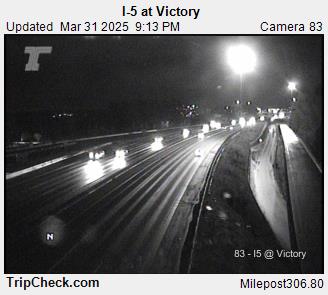 I-5 at Victory
Updated Mar 31 2025 9:13 PM Camera 83
T
N
83 - I5 @ Victory
TripCheck.com Milepost306.80